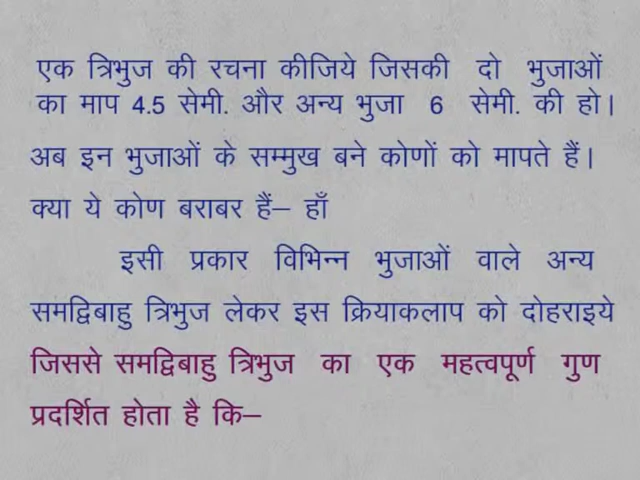 एक त्रिभुज की रचना कीजिये जिसकी दो भुजाओं
का माप 4.5 सेमी. और अन्य भुजा 6 सेमी. की हो।
अब इन भुजाओं के सम्मुख बने कोणों को मापते हैं।
क्या ये कोण बराबर हैं– हाँ
इसी प्रकार विभिन्न भुजाओं वाले अन्य
समद्विबाहु त्रिभुज लेकर इस क्रियाकलाप को दोहराइये
जिससे समद्विबाहु त्रिभुज का एक महत्वपूर्ण गुण
प्रदर्शित होता है कि–